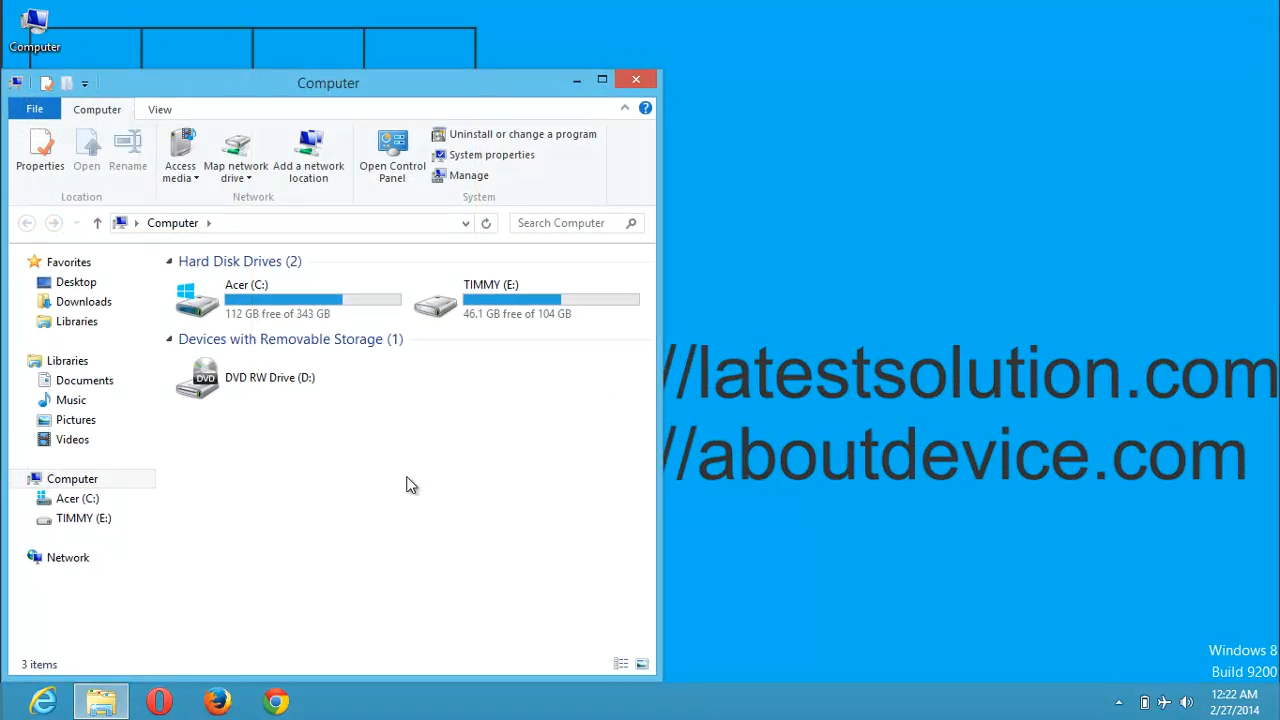 Computer
Computer
File
Computer
View
Properties
Open
Rename
Access media
Map network drive
Add a network location
Open Control Panel
Uninstall or change a program
System properties
Manage
Location
Network
System
Computer
Search Computer
Favorites
Desktop
Downloads
Libraries
Libraries
Documents
Music
Pictures
Videos
Computer
Acer (C:)
TIMMY (E:)
Network
Hard Disk Drives (2)
Acer (C:)
112 GB free of 343 GB
TIMMY (E:)
46.1 GB free of 104 GB
Devices with Removable Storage (1)
DVD
DVD RW Drive (D:)
3 items
//latestsolution.com
//aboutdevice.com
Windows 8
Build 9200
12:22 AM
2/27/2014